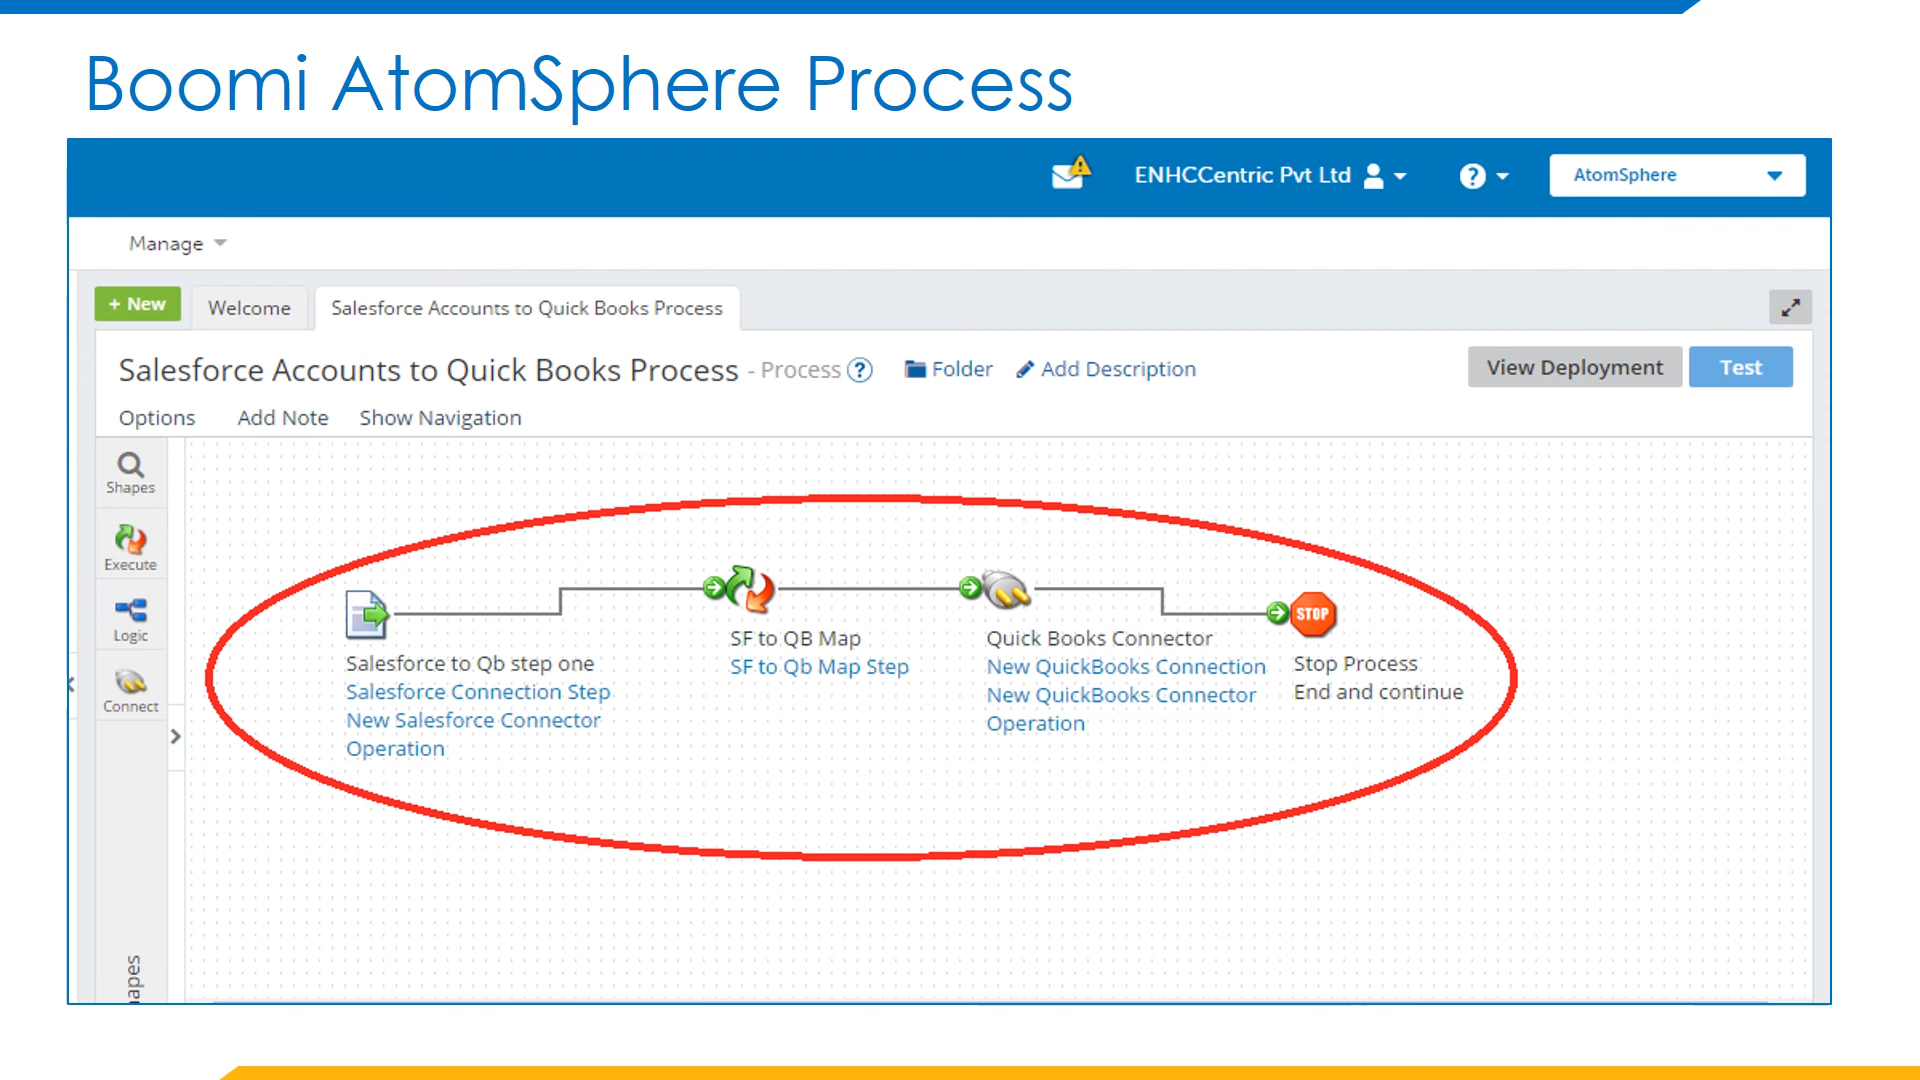 Boomi AtomSphere Process
ENHCCentric Pvt Ltd
?
AtomSphere
Manage
+ New
Welcome
Salesforce Accounts to Quick Books Process
Salesforce Accounts to Quick Books Process - Process ?
Folder
Add Description
View Deployment
Test
Options
Add Note
Show Navigation
Shapes
Execute
Logic
Connect
Salesforce to Qb step one
Salesforce Connection Step
New Salesforce Connector
Operation
SF to QB Map
SF to Qb Map Step
Quick Books Connector
New QuickBooks Connection
New QuickBooks Connector
Operation
STOP
Stop Process
End and continue